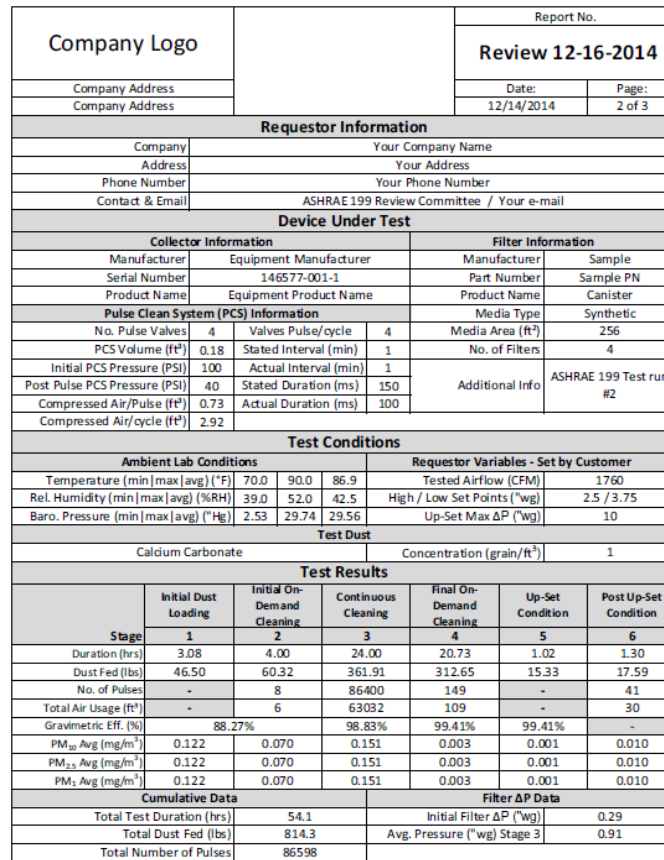 Report No.
Company Logo
Review 12-16-2014
Company Address Date: Page:
Company Address 12/14/2014 2 of 3
Requestor Information
Company Your Company Name
Address Your Address
Phone Number Your Phone Number
Contact & Email ASHRAE 199 Review Committee / Your e-mail
Device Under Test
Collector Information Filter Information
Manufacturer Equipment Manufacturer Manufacturer Sample
Serial Number 146577-001-1 Part Number Sample PN
Product Name Equipment Product Name Product Name Canister
Pulse Clean System (PCS) Information Media Type Synthetic
No. Pulse Valves 4 Valves Pulse/cycle 4 Media Area (ft²) 256
PCS Volume (ft³) 0.18 Stated Interval (min) 1 No. of Filters 4
Initial PCS Pressure (PSI) 100 Actual Interval (min) 1
Post Pulse PCS Pressure (PSI) 40 Stated Duration (ms) 150 Additional Info ASHRAE 199 Test run
#2
Compressed Air/Pulse (ft³) 0.73 Actual Duration (ms) 100
Compressed Air/cycle (ft³) 2.92
Test Conditions
Ambient Lab Conditions Requestor Variables - Set by Customer
Temperature (min|max|avg) (°F) 70.0 90.0 86.9 Tested Airflow (CFM) 1760
Rel. Humidity (min|max|avg) (%RH) 39.0 52.0 42.5 High / Low Set Points ("wg) 2.5 / 3.75
Baro. Pressure (min|max|avg) ("Hg) 2.53 29.74 29.56 Up-Set Max ΔP ("wg) 10
Test Dust
Calcium Carbonate Concentration (grain/ft³) 1
Test Results
Initial Dust Loading Initial On-Demand Cleaning Continuous Cleaning Final On-Demand Cleaning Up-Set Condition Post Up-Set Condition
Stage 1 2 3 4 5 6
Duration (hrs) 3.08 4.00 24.00 20.73 1.02 1.30
Dust Fed (lbs) 46.50 60.32 361.91 312.65 15.33 17.59
No. of Pulses - 8 86400 149 - 41
Total Air Usage (ft³) - 6 63032 109 - 30
Gravimetric Eff. (%) 88.27% 98.83% 99.41% 99.41% -
PM₁₀ Avg (mg/m³) 0.122 0.070 0.151 0.003 0.001 0.010
PM₂.₅ Avg (mg/m³) 0.122 0.070 0.151 0.003 0.001 0.010
PM₁ Avg (mg/m³) 0.122 0.070 0.151 0.003 0.001 0.010
Cumulative Data Filter ΔP Data
Total Test Duration (hrs) 54.1 Initial Filter ΔP ("wg) 0.29
Total Dust Fed (lbs) 814.3 Avg. Pressure ("wg) Stage 3 0.91
Total Number of Pulses 86598